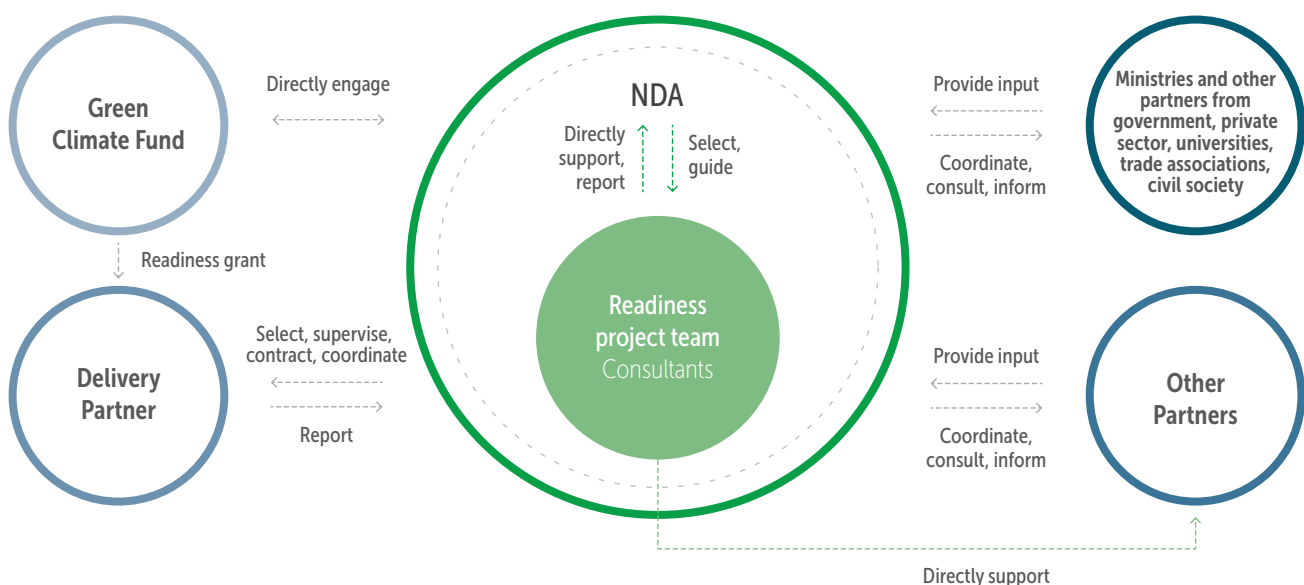 Green
Climate Fund
Directly engage
Readiness grant
Delivery
Partner
Select, supervise,
contract, coordinate
Report
NDA
Directly
support,
report
Select,
guide
Readiness
project team
Consultants
Provide input
Coordinate,
consult, inform
Ministries and other
partners from
government, private
sector, universities,
trade associations,
civil society
Provide input
Coordinate,
consult, inform
Other
Partners
Directly support